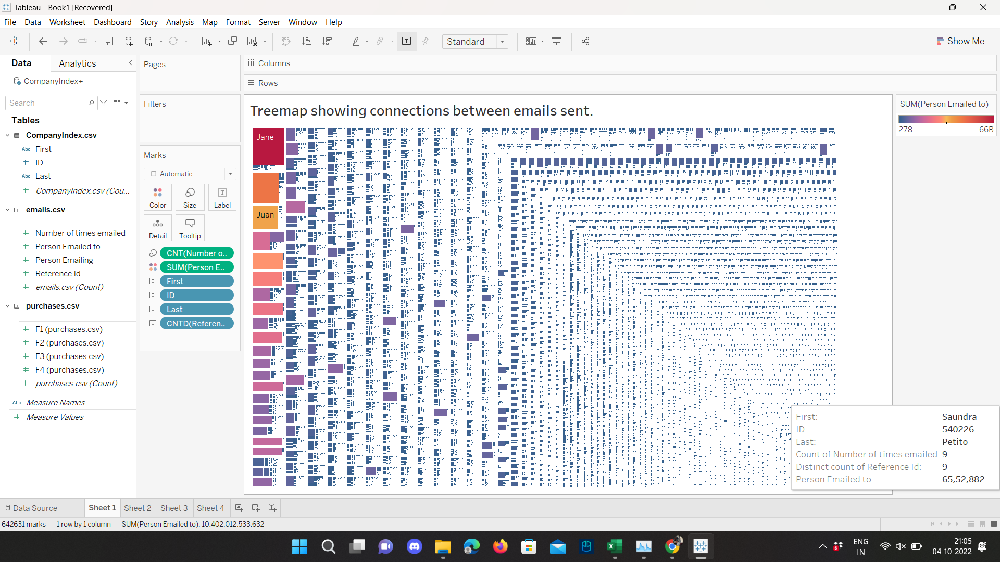 Tableau - Book1 [Recovered]
File Data Worksheet Dashboard Story Analysis Map Format Server Window Help
Standard
Show Me
Data
Analytics
CompanyIndex+
Search
Tables
CompanyIndex.csv
Abc First
# ID
Abc Last
# CompanyIndex.csv (Cou...
emails.csv
# Number of times emailed
# Person Emailed to
# Person Emailing
# Reference Id
# emails.csv (Count)
purchases.csv
# F1 (purchases.csv)
# F2 (purchases.csv)
# F3 (purchases.csv)
# F4 (purchases.csv)
# purchases.csv (Count)
Abc Measure Names
# Measure Values
Pages
Filters
Marks
Automatic
Color
Size
T Label
Detail
Tooltip
CNT(Number o..
SUM(Person E..
T First
T ID
T Last
T CNTD(Referen..
Columns
Rows
Treemap showing connections between emails sent.
Jane
Juan
SUM(Person Emailed to)
278 66B
First: Saundra
ID: 540226
Last: Petito
Count of Number of times emailed: 9
Distinct count of Reference Id: 9
Person Emailed to: 65,52,882
Data Source
Sheet 1
Sheet 2
Sheet 3
Sheet 4
642631 marks 1 row by 1 column SUM(Person Emailed to): 10,402,012,533,632
6
ENG
IN
21:05
04-10-2022